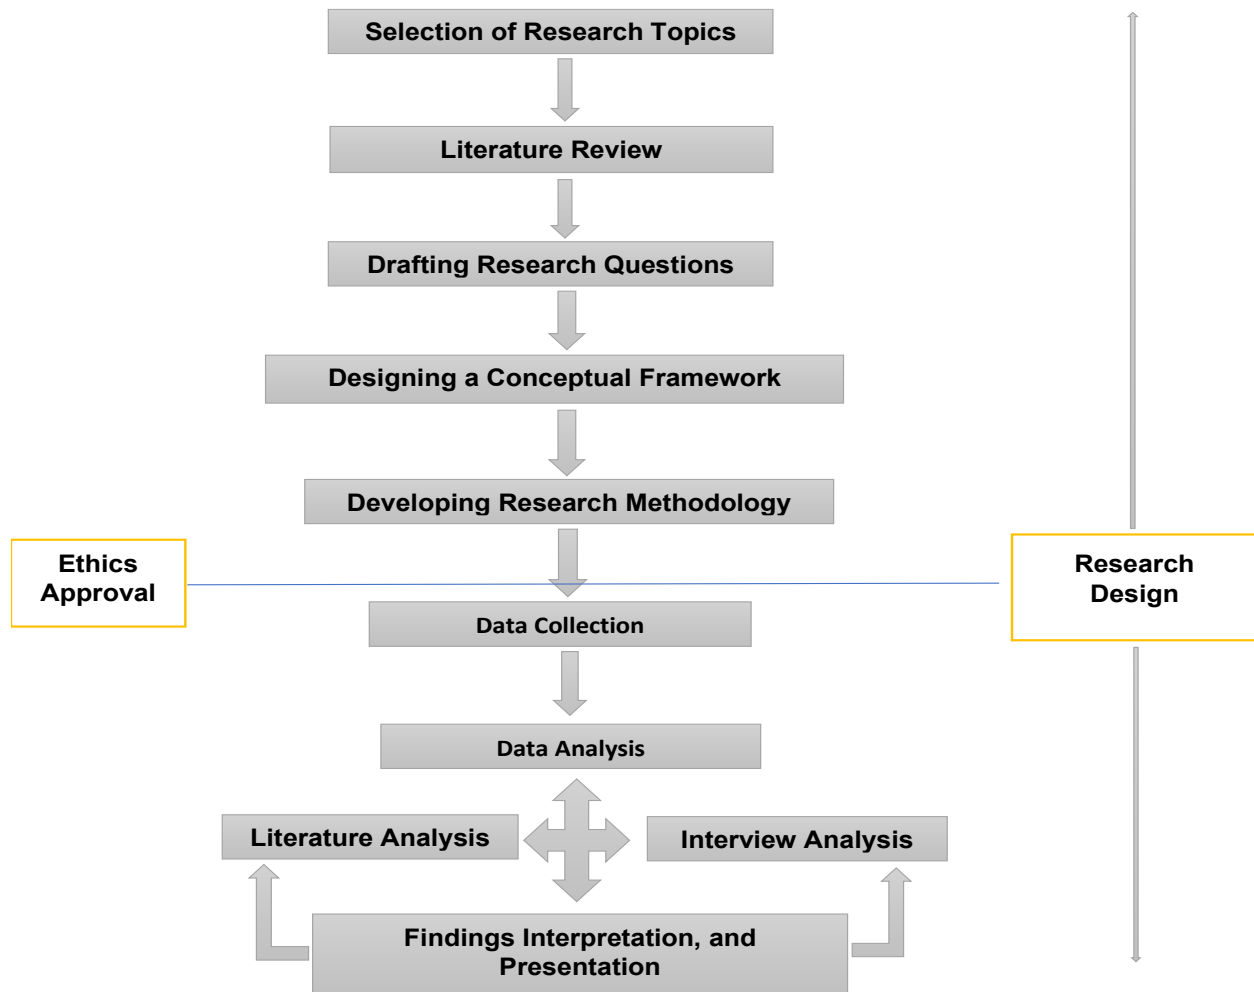 Selection of Research Topics
Literature Review
Drafting Research Questions
Designing a Conceptual Framework
Developing Research Methodology
Ethics
Approval
Research
Design
Data Collection
Data Analysis
Literature Analysis
Interview Analysis
Findings Interpretation, and
Presentation